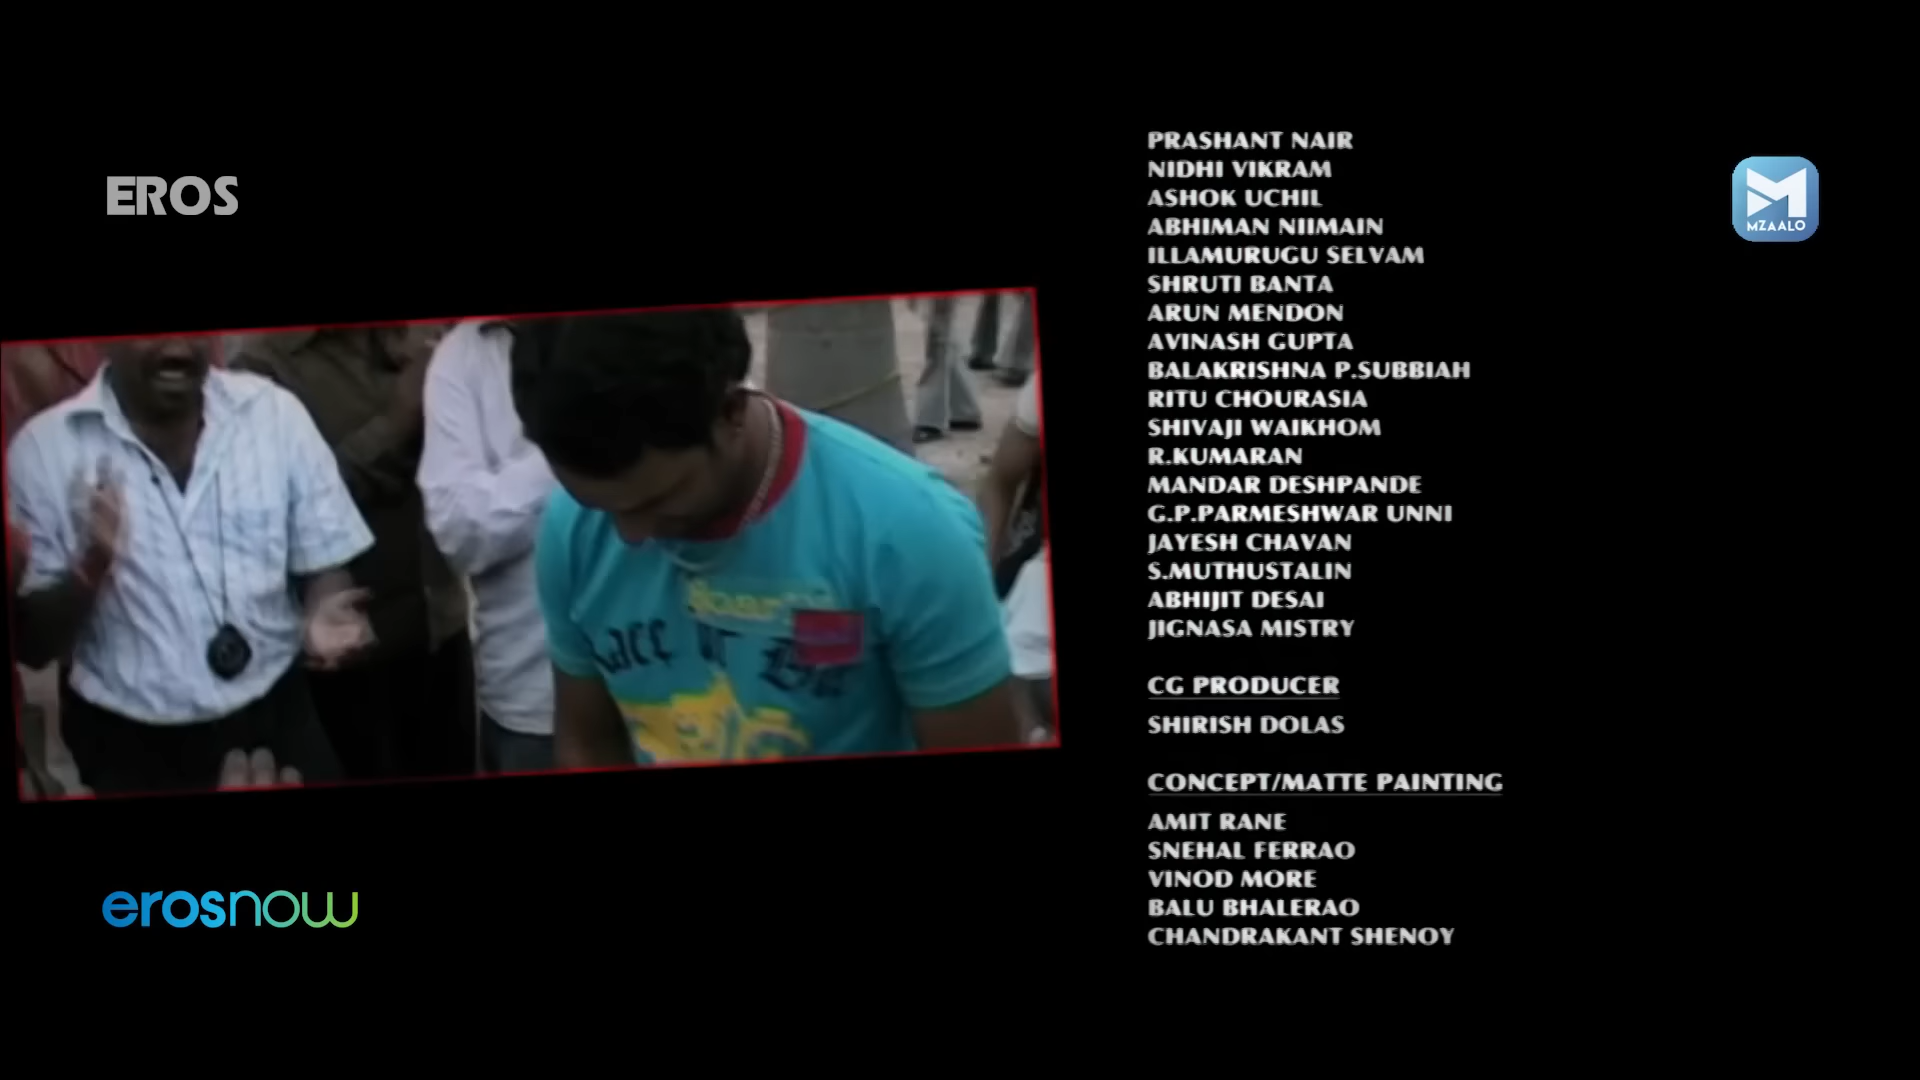 EROS
PRASHANT NAIR
NIDHI VIKRAM
ASHOK UCHIL
ABHIMAN NIIMAIN
ILLAMURUGU SELVAM
SHRUTI BANTA
ARUN MENDON
AVINASH GUPTA
BALAKRISHNA P.SUBBIAH
RITU CHOURASIA
SHIVAJI WAIKHOM
R.KUMARAN
MANDAR DESHPANDE
G.P.PARMESHWAR UNNI
JAYESH CHAVAN
S.MUTHUSTALIN
ABHIJIT DESAI
JIGNASA MISTRY
CG PRODUCER
SHIRISH DOLAS
CONCEPT/MATTE PAINTING
AMIT RANE
SNEHAL FERRAO
VINOD MORE
BALU BHALERAO
CHANDRAKANT SHENOY
MZAALO
Race
erosnow